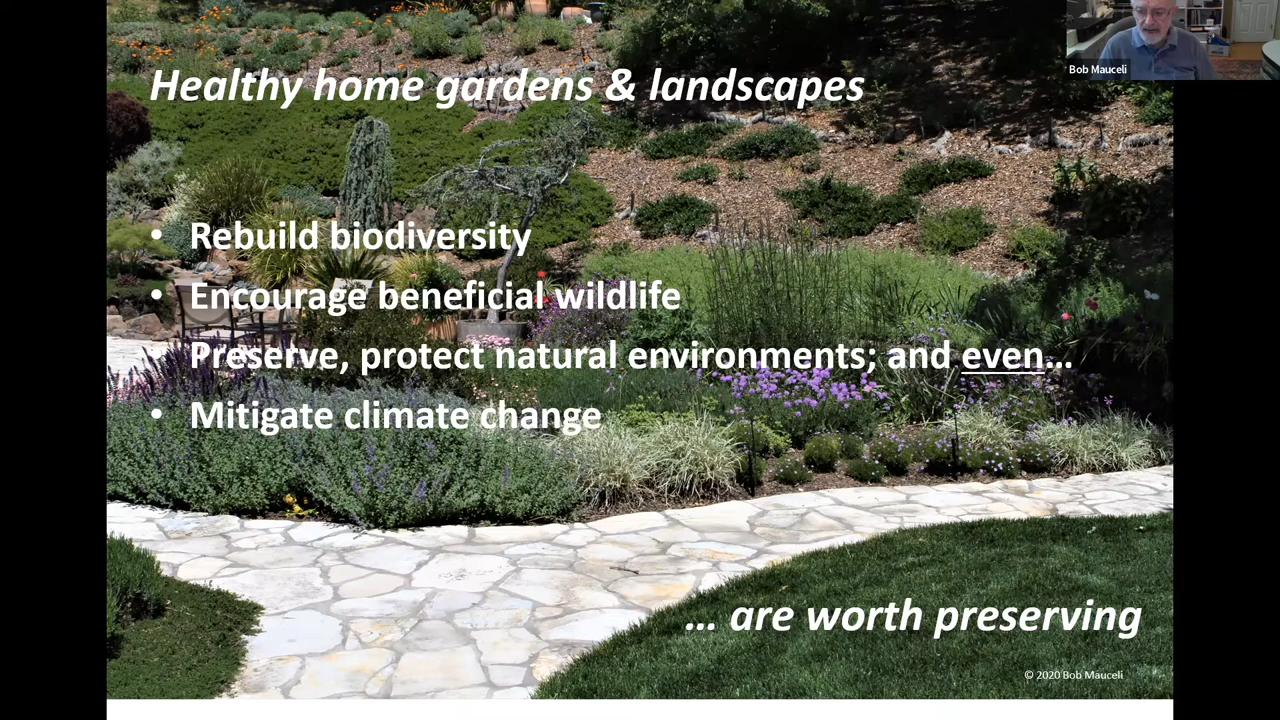 Bob Mauceli
Healthy home gardens & landscapes
• Rebuild biodiversity
• Encourage beneficial wildlife
• Preserve, protect natural environments; and even...
• Mitigate climate change
... are worth preserving
© 2020 Bob Mauceli